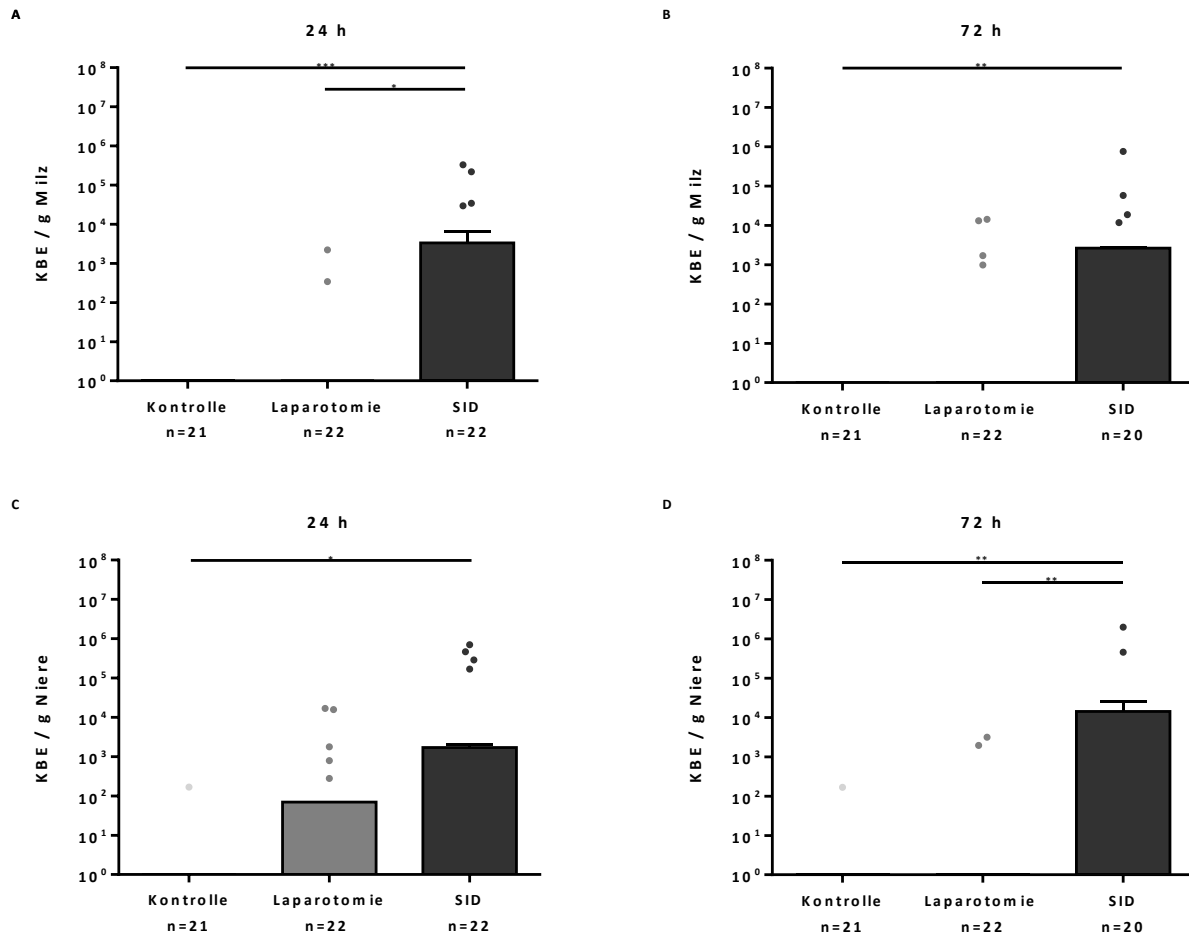 A
24 h
***
*
10⁸
10⁷
10⁶
10⁵
10⁴
10³
10²
10¹
10⁰
KBE / g Milz
Kontrolle Laparotomie SID
n=21 n=22 n=22
B
72 h
**
10⁸
10⁷
10⁶
10⁵
10⁴
10³
10²
10¹
10⁰
KBE / g Milz
Kontrolle Laparotomie SID
n=21 n=22 n=20
C
24 h
*
10⁸
10⁷
10⁶
10⁵
10⁴
10³
10²
10¹
10⁰
KBE / g Niere
Kontrolle Laparotomie SID
n=21 n=22 n=22
D
72 h
**
**
10⁸
10⁷
10⁶
10⁵
10⁴
10³
10²
10¹
10⁰
KBE / g Niere
Kontrolle Laparotomie SID
n=21 n=22 n=20